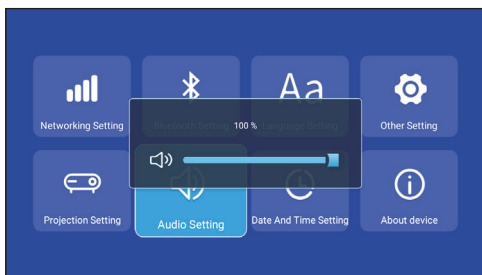 Aa
Networking Setting
Bluetooth Setting
100 %
Language Setting
Other Setting
Projection Setting
Audio Setting
Date And Time Setting
About device